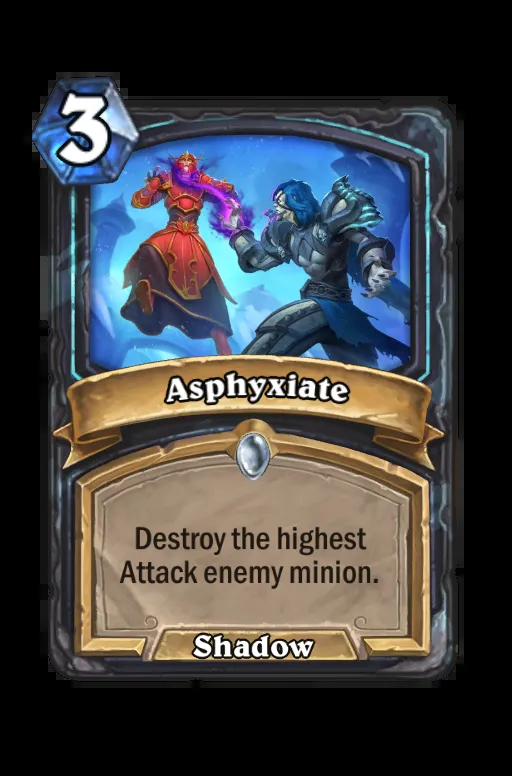 3
Asphyxiate
Destroy the highest
Attack enemy minion.
Shadow